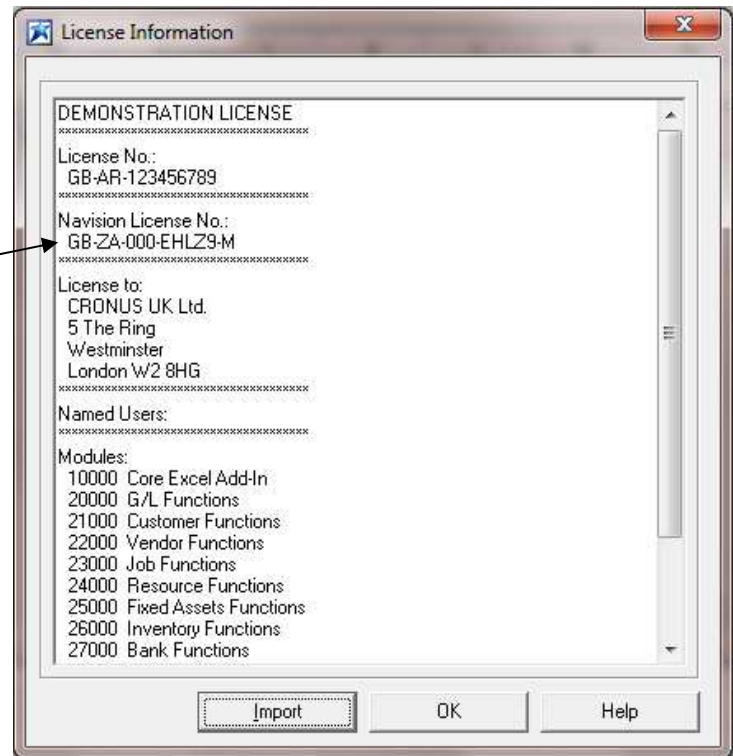 License Information
DEMONSTRATION LICENSE
************************************
License No.:
GB-AR-123456789
************************************
Navision License No.:
GB-ZA-000-EHLZ9-M
************************************
License to:
CRONUS UK Ltd.
5 The Ring
Westminster
London W2 8HG
************************************
Named Users:
************************************
Modules:
10000 Core Excel Add-In
20000 G/L Functions
21000 Customer Functions
22000 Vendor Functions
23000 Job Functions
24000 Resource Functions
25000 Fixed Assets Functions
26000 Inventory Functions
27000 Bank Functions
Import OK Help